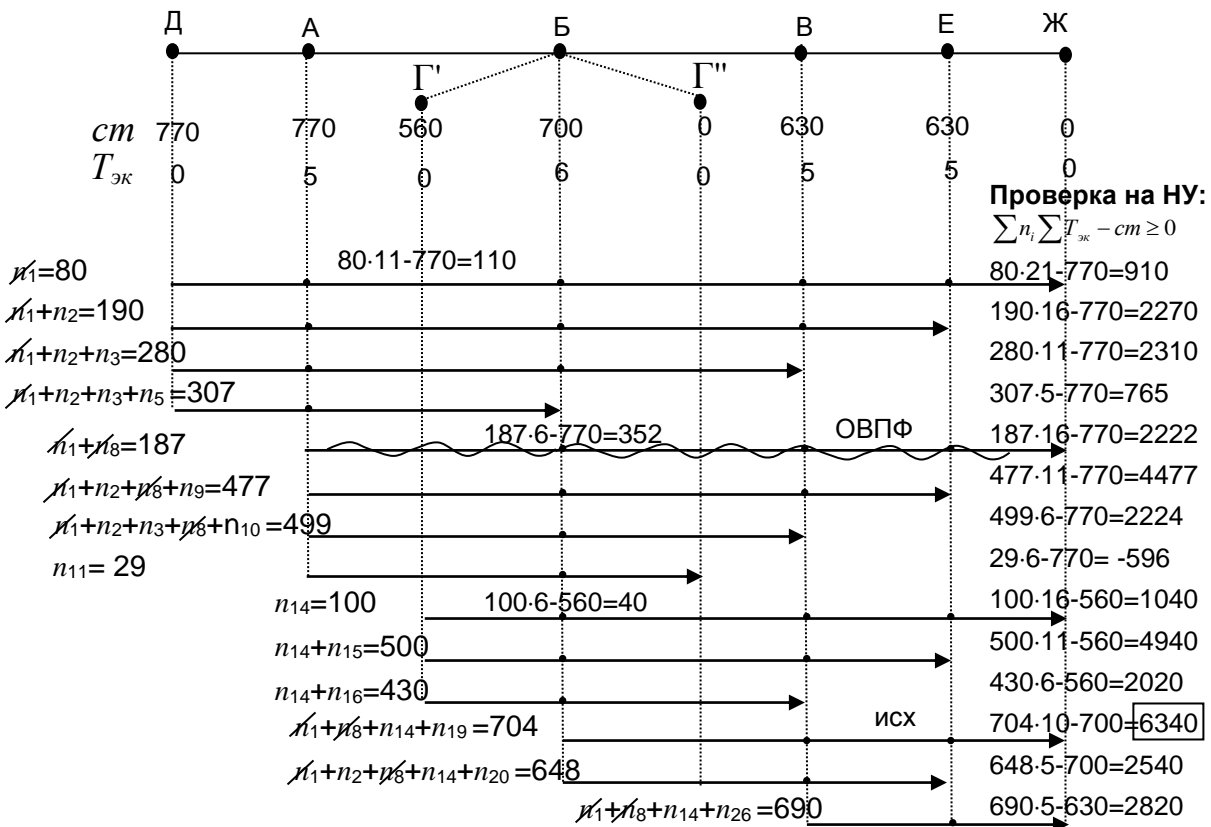 Д А Б В Е Ж
Г' Г"
ст 770 770 560 700 0 630 630 0
Tэк 0 5 0 6 0 5 5 0
Проверка на НУ:
∑nᵢ∑Tэк – cm ≥ 0
n₁=80 80·11-770=110 80·21-770=910
n₁+n₂=190 190·16-770=2270
n₁+n₂+n₃=280 280·11-770=2310
n₁+n₂+n₃+n₅=307 307·5-770=765
n₁+n₈=187 187·6-770=352 ОВПФ 187·16-770=2222
n₁+n₂+n₈+n₉=477 477·11-770=4477
n₁+n₂+n₃+n₈+n₁₀=499 499·6-770=2224
n₁₁= 29 29·6-770= -596
n₁₄=100 100·6-560=40 100·16-560=1040
n₁₄+n₁₅=500 500·11-560=4940
n₁₄+n₁₆=430 430·6-560=2020
n₁+n₈+n₁₄+n₁₉=704 исх 704·10-700=6340
n₁+n₂+n₈+n₁₄+n₂₀=648 648·5-700=2540
n₁+n₈+n₁₄+n₂₆=690 690·5-630=2820